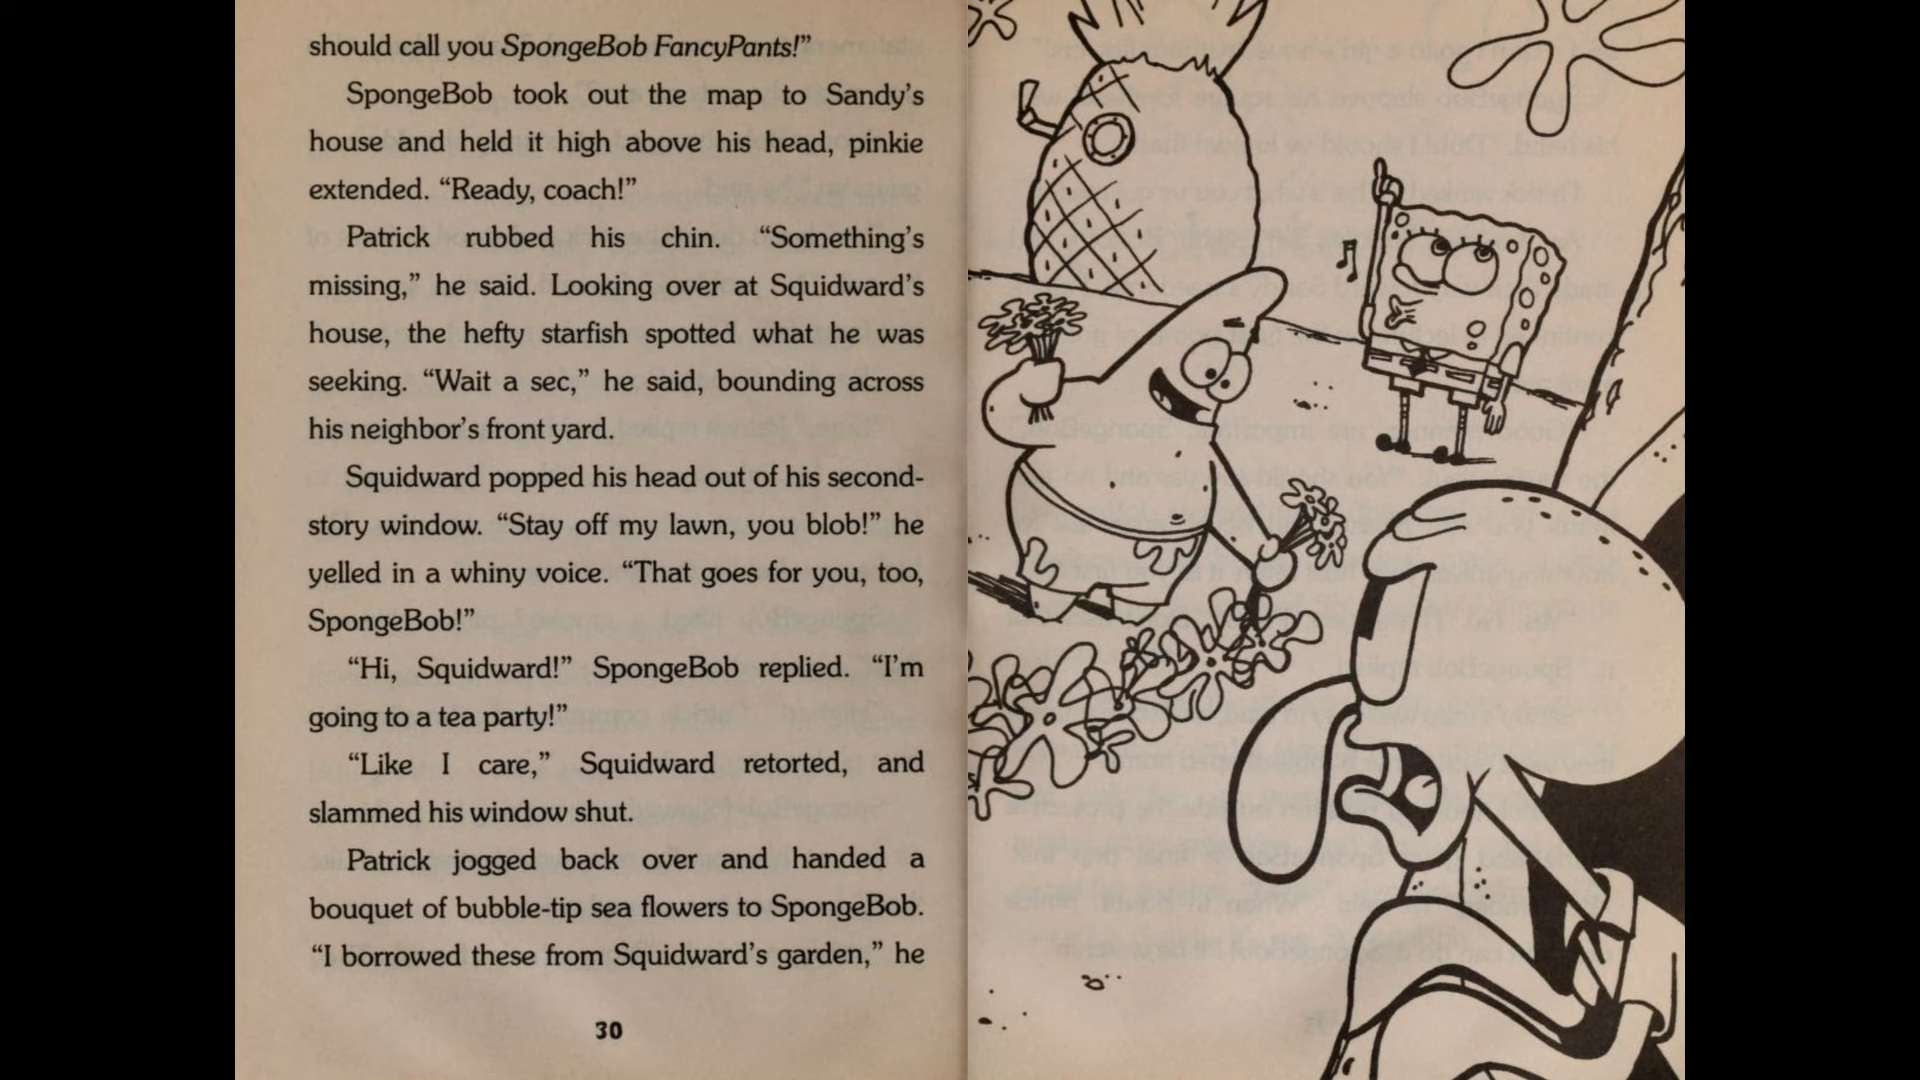 should call you SpongeBob FancyPants!”
SpongeBob took out the map to Sandy’s
house and held it high above his head, pinkie
extended. “Ready, coach!”
Patrick rubbed his chin. “Something’s
missing,” he said. Looking over at Squidward’s
house, the hefty starfish spotted what he was
seeking. “Wait a sec,” he said, bounding across
his neighbor’s front yard.
Squidward popped his head out of his second-
story window. “Stay off my lawn, you blob!” he
yelled in a whiny voice. “That goes for you, too,
SpongeBob!”
“Hi, Squidward!” SpongeBob replied. “I’m
going to a tea party!”
“Like I care,” Squidward retorted, and
slammed his window shut.
Patrick jogged back over and handed a
bouquet of bubble-tip sea flowers to SpongeBob.
“I borrowed these from Squidward’s garden,” he
30